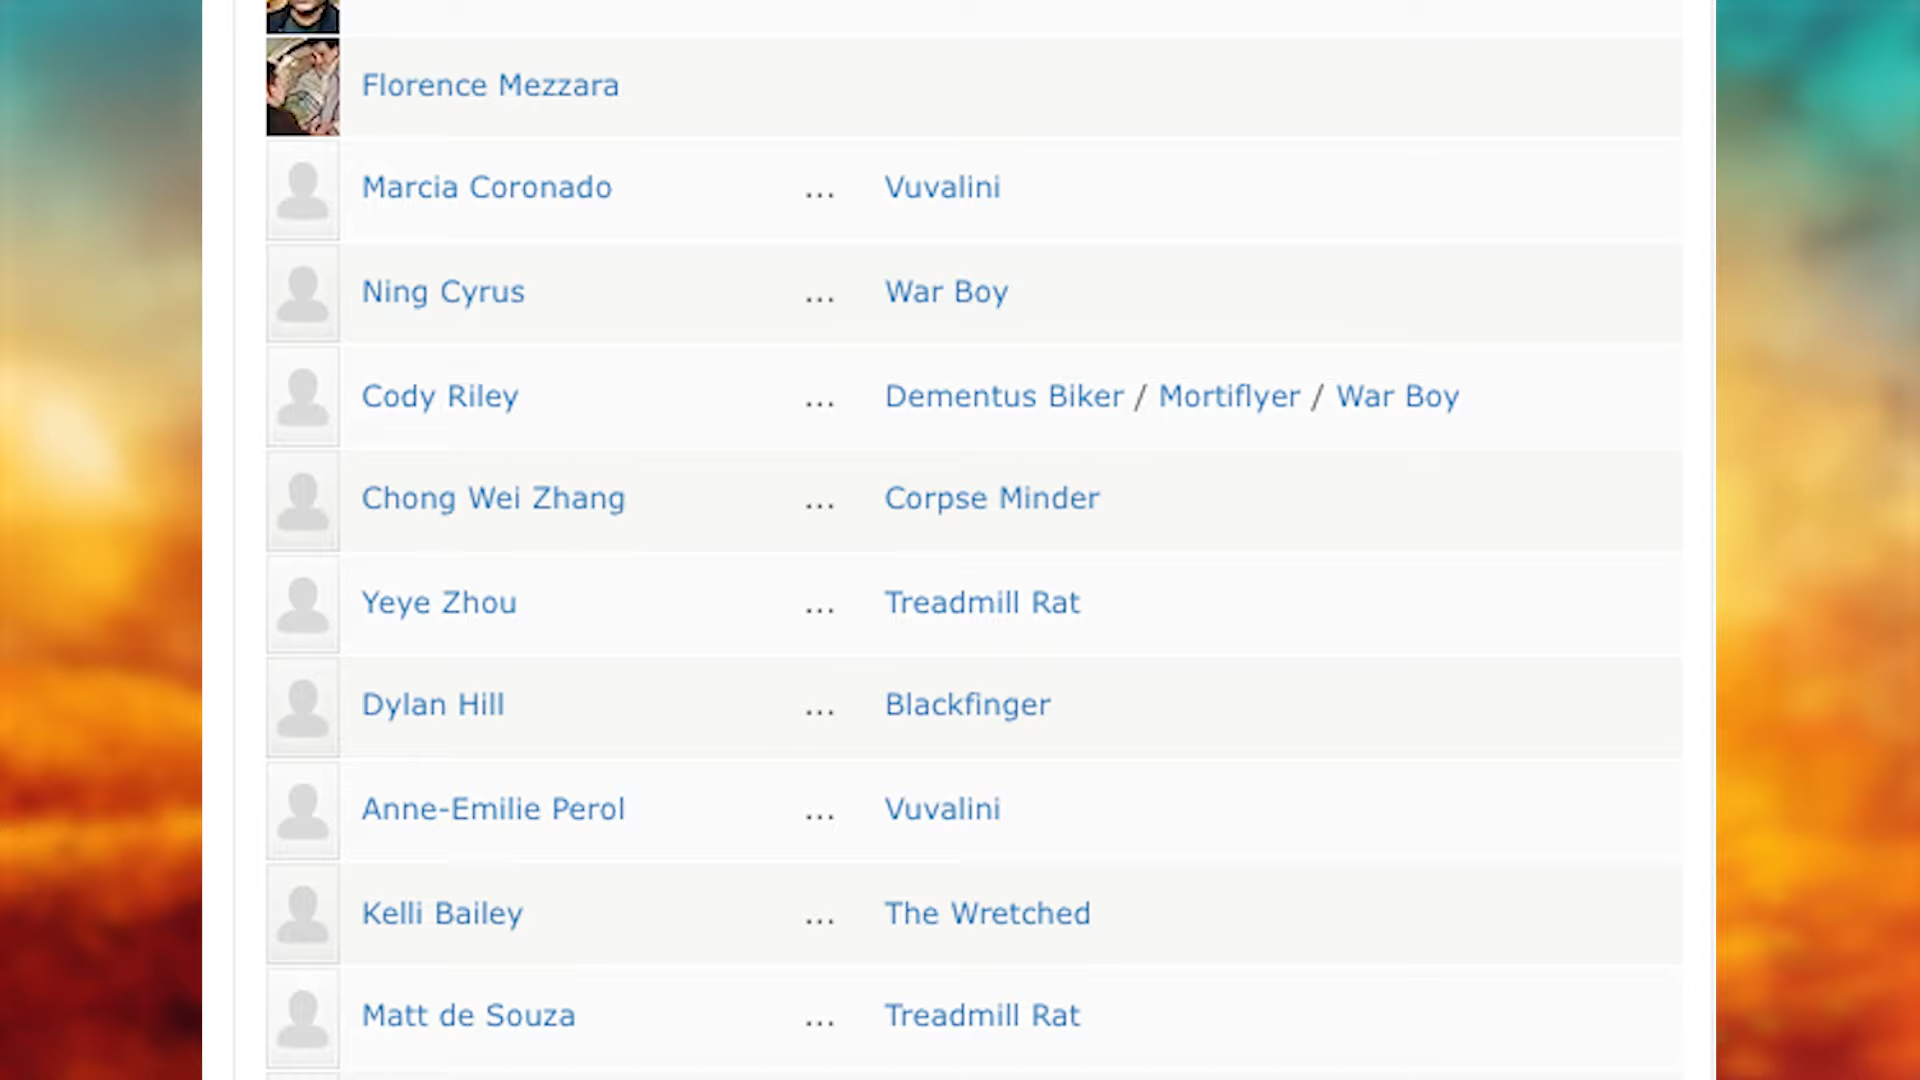 Florence Mezzara
Marcia Coronado ... Vuvalini
Ning Cyrus ... War Boy
Cody Riley ... Dementus Biker / Mortiflyer / War Boy
Chong Wei Zhang ... Corpse Minder
Yeye Zhou ... Treadmill Rat
Dylan Hill ... Blackfinger
Anne-Emilie Perol ... Vuvalini
Kelli Bailey ... The Wretched
Matt de Souza ... Treadmill Rat